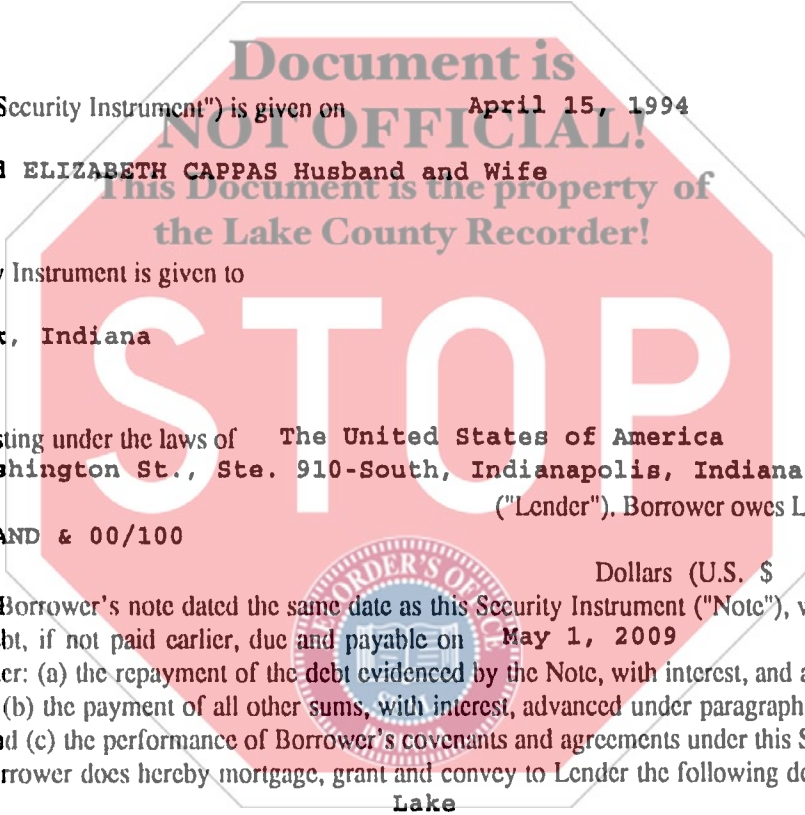 Document is
Security Instrument") is given on April 15, 1994
NOT OFFICIAL!
ELIZABETH CAPPAS Husband and Wife
This Document is the property of
the Lake County Recorder!
Instrument is given to
, Indiana
STOP
sting under the laws of The United States of America
shington St., Ste. 910-South, Indianapolis, Indiana
("Lender"). Borrower owes L
AND & 00/100
RECORDER'S OFFICE
Dollars (U.S. $
Borrower's note dated the same date as this Security Instrument ("Note"), w
bt, if not paid earlier, due and payable on May 1, 2009
er: (a) the repayment of the debt evidenced by the Note, with interest, and a
(b) the payment of all other sums, with interest, advanced under paragraph
d (c) the performance of Borrower's covenants and agreements under this S
rrower does hereby mortgage, grant and convey to Lender the following de
SEAL
Lake